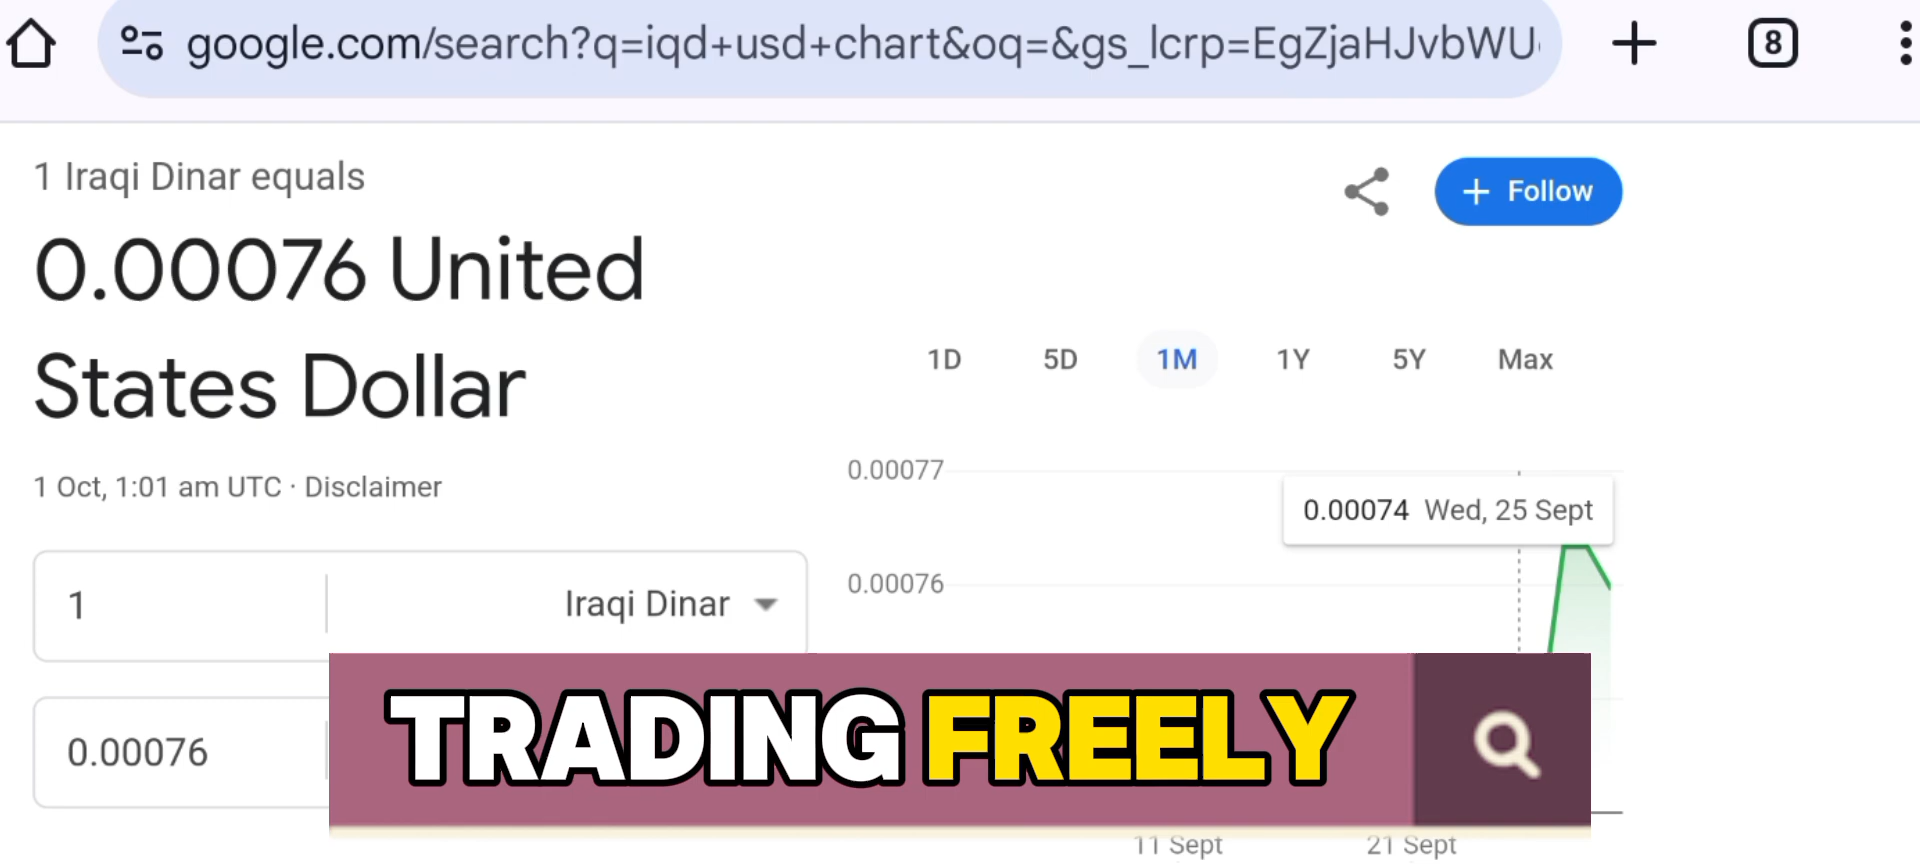 google.com/search?q=iqd+usd+chart&oq=&gs_lcrp=EgZjaHJvbWU
8
1 Iraqi Dinar equals
0.00076 United
States Dollar
1 Oct, 1:01 am UTC · Disclaimer
+ Follow
1D 5D 1M 1Y 5Y Max
0.00077
0.00074 Wed, 25 Sept
0.00076
1 Iraqi Dinar
0.00076
TRADING FREELY
11 Sept 21 Sept